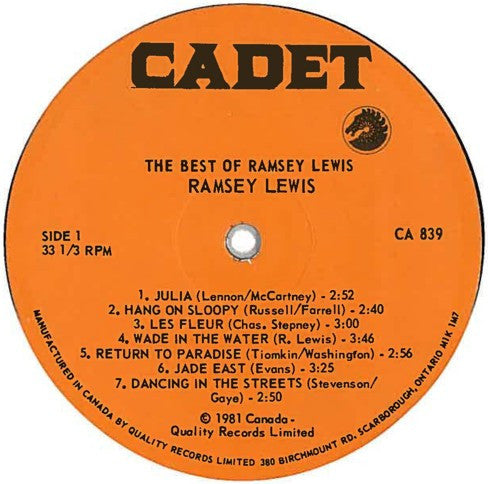 CADET
THE BEST OF RAMSEY LEWIS
RAMSEY LEWIS
SIDE 1
33 1/3 RPM
CA 839
1. JULIA (Lennon/McCartney) - 2:52
2. HANG ON SLOOPY (Russell/Farrell) - 2:40
3. LES FLEUR (Chas. Stepney) - 3:00
4. WADE IN THE WATER (R. Lewis) - 3:46
5. RETURN TO PARADISE (Tiomkin/Washington) - 2:56
6. JADE EAST (Evans) - 3:25
7. DANCING IN THE STREETS (Stevenson/
Gaye) - 2:50
© 1981 Canada -
Quality Records Limited
MANUFACTURED IN CANADA BY QUALITY RECORDS LIMITED 380 BIRCHMOUNT RD. SCARBOROUGH, ONTARIO M1K 1M7